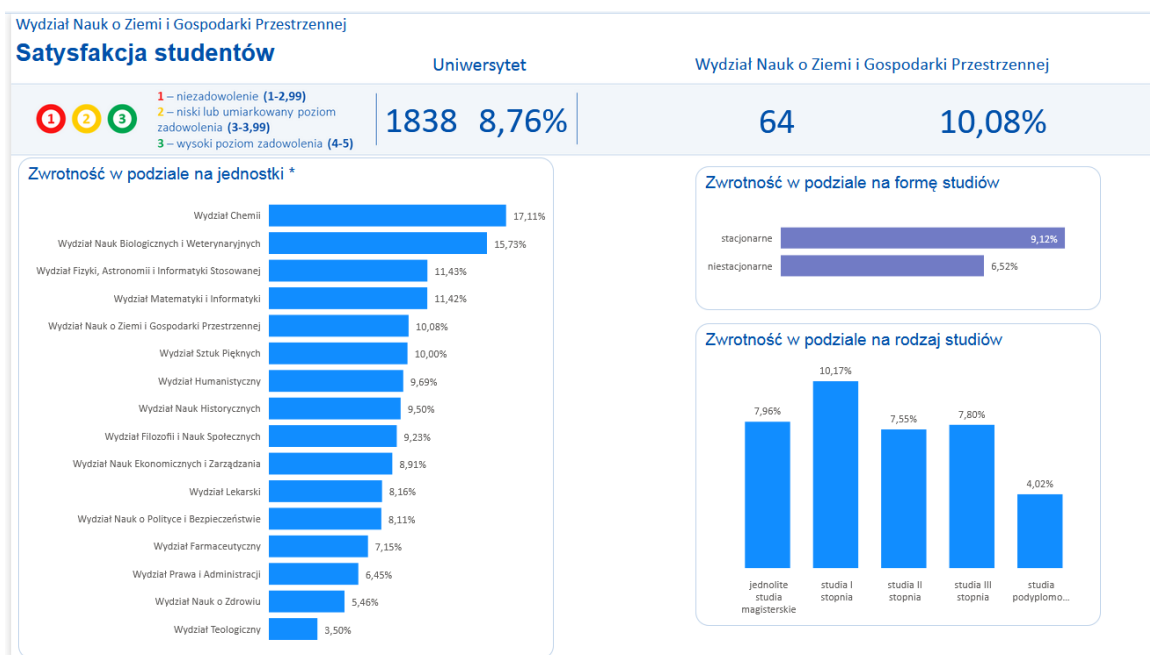 Wydział Nauk o Ziemi i Gospodarki Przestrzennej
Satysfakcja studentów
Uniwersytet
Wydział Nauk o Ziemi i Gospodarki Przestrzennej
1 2 3
1 – niezadowolenie (1-2,99)
2 – niski lub umiarkowany poziom
zadowolenia (3-3,99)
3 – wysoki poziom zadowolenia (4-5)
1838 8,76%
64 10,08%
Zwrotność w podziale na jednostki *
Wydział Chemii 17,11%
Wydział Nauk Biologicznych i Weterynaryjnych 15,73%
Wydział Fizyki, Astronomii i Informatyki Stosowanej 11,43%
Wydział Matematyki i Informatyki 11,42%
Wydział Nauk o Ziemi i Gospodarki Przestrzennej 10,08%
Wydział Sztuk Pięknych 10,00%
Wydział Humanistyczny 9,69%
Wydział Nauk Historycznych 9,50%
Wydział Filozofii i Nauk Społecznych 9,23%
Wydział Nauk Ekonomicznych i Zarządzania 8,91%
Wydział Lekarski 8,16%
Wydział Nauk o Polityce i Bezpieczeństwie 8,11%
Wydział Farmaceutyczny 7,15%
Wydział Prawa i Administracji 6,45%
Wydział Nauk o Zdrowiu 5,46%
Wydział Teologiczny 3,50%
Zwrotność w podziale na formę studiów
stacjonarne 9,12%
niestacjonarne 6,52%
Zwrotność w podziale na rodzaj studiów
7,96% 10,17% 7,55% 7,80% 4,02%
jednolite studia I studia II studia III studia
studia stopnia stopnia stopnia podyplomo...
magisterskie